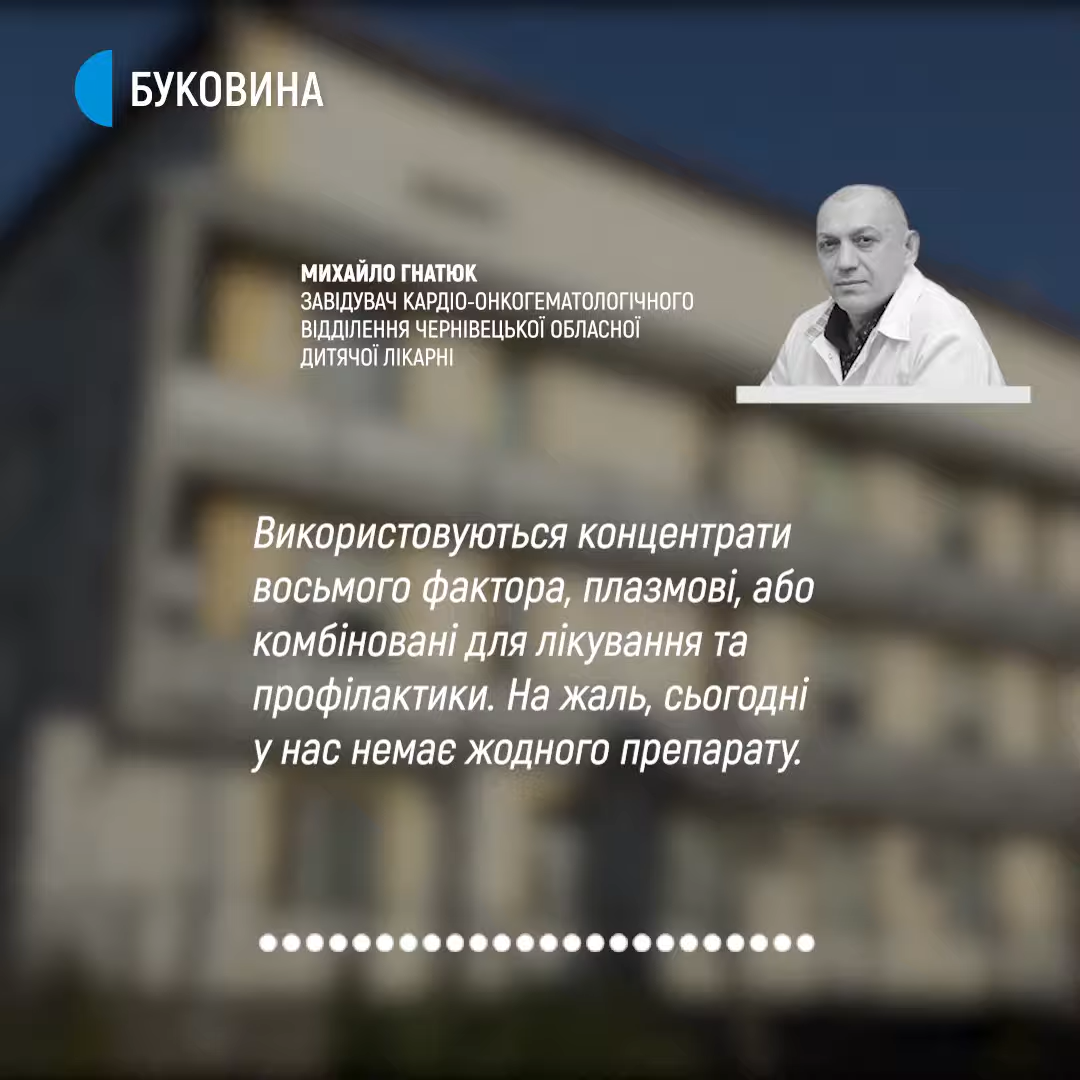 БУКОВИНА
МИХАЙЛО ГНАТЮК
ЗАВІДУВАЧ КАРДІО-ОНКОГЕМАТОЛОГІЧНОГО
ВІДДІЛЕННЯ ЧЕРНІВЕЦЬКОЇ ОБЛАСНОЇ
ДИТЯЧОЇ ЛІКАРНІ
Використовуються концентрати
восьмого фактора, плазмові, або
комбіновані для лікування та
профілактики. На жаль, сьогодні
у нас немає жодного препарату.